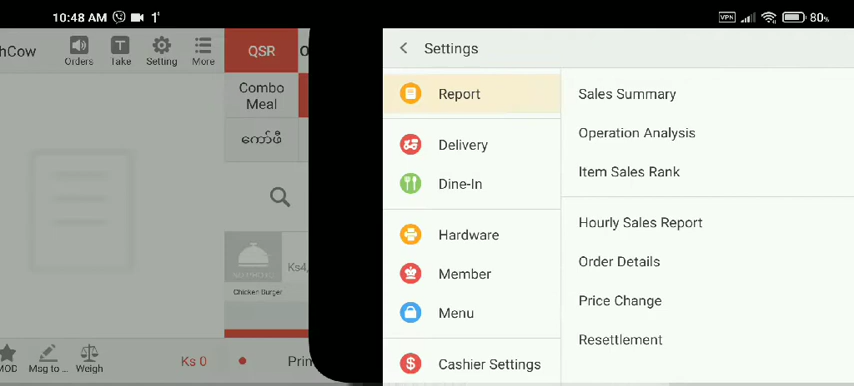 10:48 AM
VPN
80%
hCow
Orders
Take
Setting
More
QSR
Combo
Meal
ကော်ဖီ
Ks4,
Chicken Burger
MOD
Msg to ...
Weigh
Ks 0
Prin
Settings
Report
Delivery
Dine-In
Hardware
Member
Menu
Cashier Settings
Sales Summary
Operation Analysis
Item Sales Rank
Hourly Sales Report
Order Details
Price Change
Resettlement